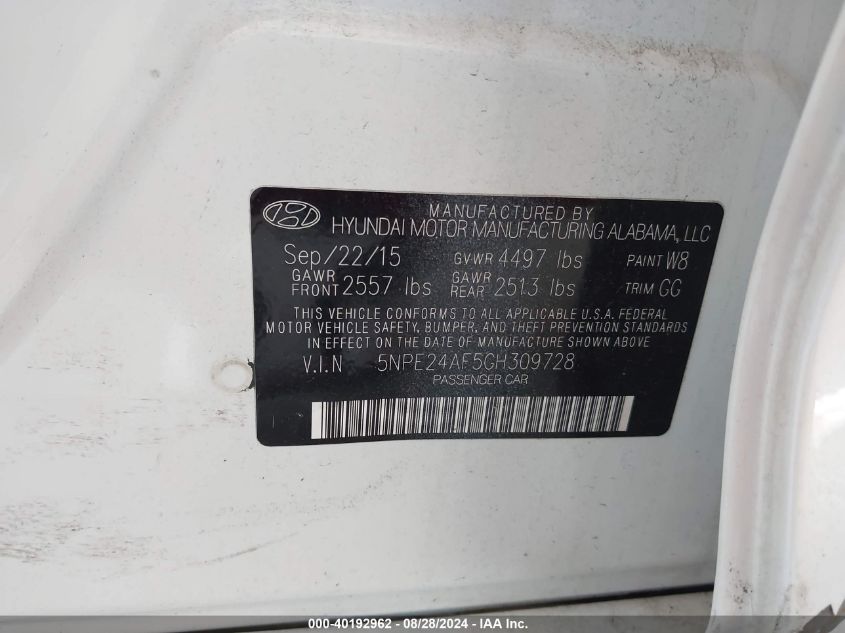 MANUFACTURED BY
HYUNDAI MOTOR MANUFACTURING ALABAMA, LLC
Sep/22/15 GVWR 4497 lbs PAINT W8
GAWR FRONT 2557 lbs GAWR REAR 2513 lbs TRIM GG
THIS VEHICLE CONFORMS TO ALL APPLICABLE U.S.A. FEDERAL
MOTOR VEHICLE SAFETY, BUMPER, AND THEFT PREVENTION STANDARDS
IN EFFECT ON THE DATE OF MANUFACTURE SHOWN ABOVE.
V.I.N 5NPE24AF5GH309728
PASSENGER CAR
000-40192962 - 08/28/2024 - IAA Inc.